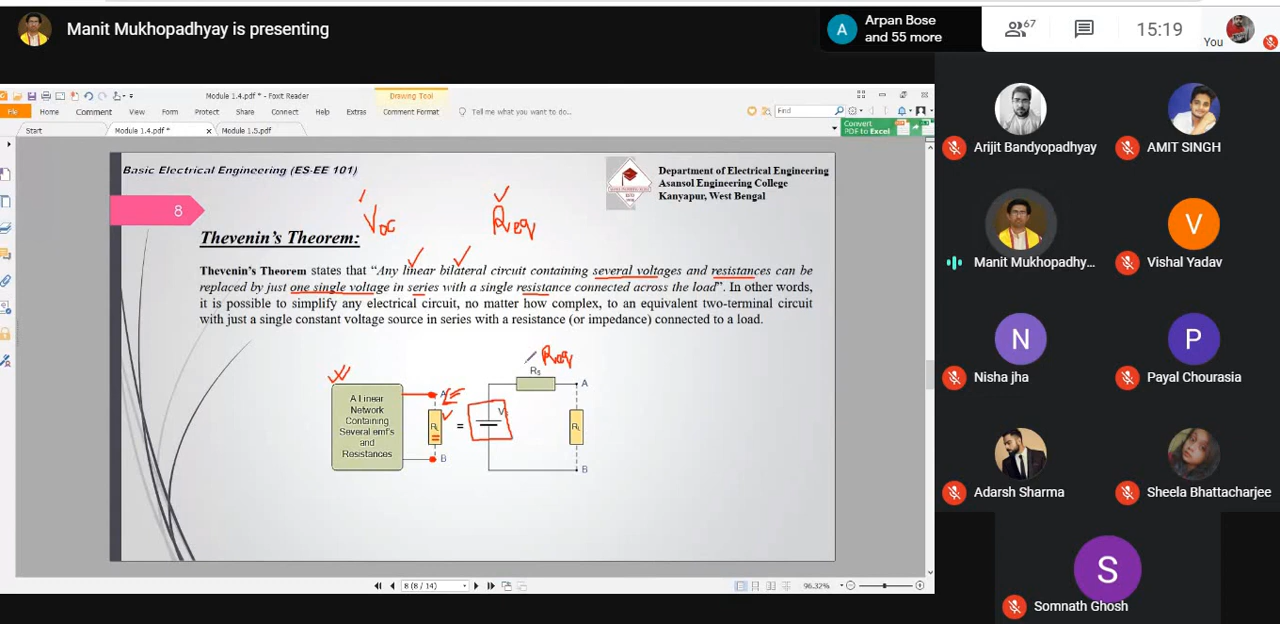 Manit Mukhopadhyay is presenting
A
Arpan Bose
and 55 more
67
15:19
You
Module 1.4.pdf * - Foxit Reader
Drawing Tool
File Home Comment View Form Protect Share Connect Help Extras Comment Format Tell me what you want to do...
Find
Start Module 1.4.pdf * Module 1.5.pdf
Convert
PDF to Excel
Basic Electrical Engineering (ES-EE 101)
Department of Electrical Engineering
Asansol Engineering College
Kanyapur, West Bengal
8
Voc Req
Thevenin's Theorem:
Thevenin's Theorem states that "Any linear bilateral circuit containing several voltages and resistances can be
replaced by just one single voltage in series with a single resistance connected across the load". In other words,
it is possible to simplify any electrical circuit, no matter how complex, to an equivalent two-terminal circuit
with just a single constant voltage source in series with a resistance (or impedance) connected to a load.
Req
RS
A Linear
Network
Containing
Several emf's
and
Resistances
A
RL
B
=
A
RL
B
8 (8 / 14)
96.32%
Arijit Bandyopadhyay
AMIT SINGH
Manit Mukhopadhy...
V
Vishal Yadav
N
Nisha jha
P
Payal Chourasia
Adarsh Sharma
Sheela Bhattacharjee
S
Somnath Ghosh